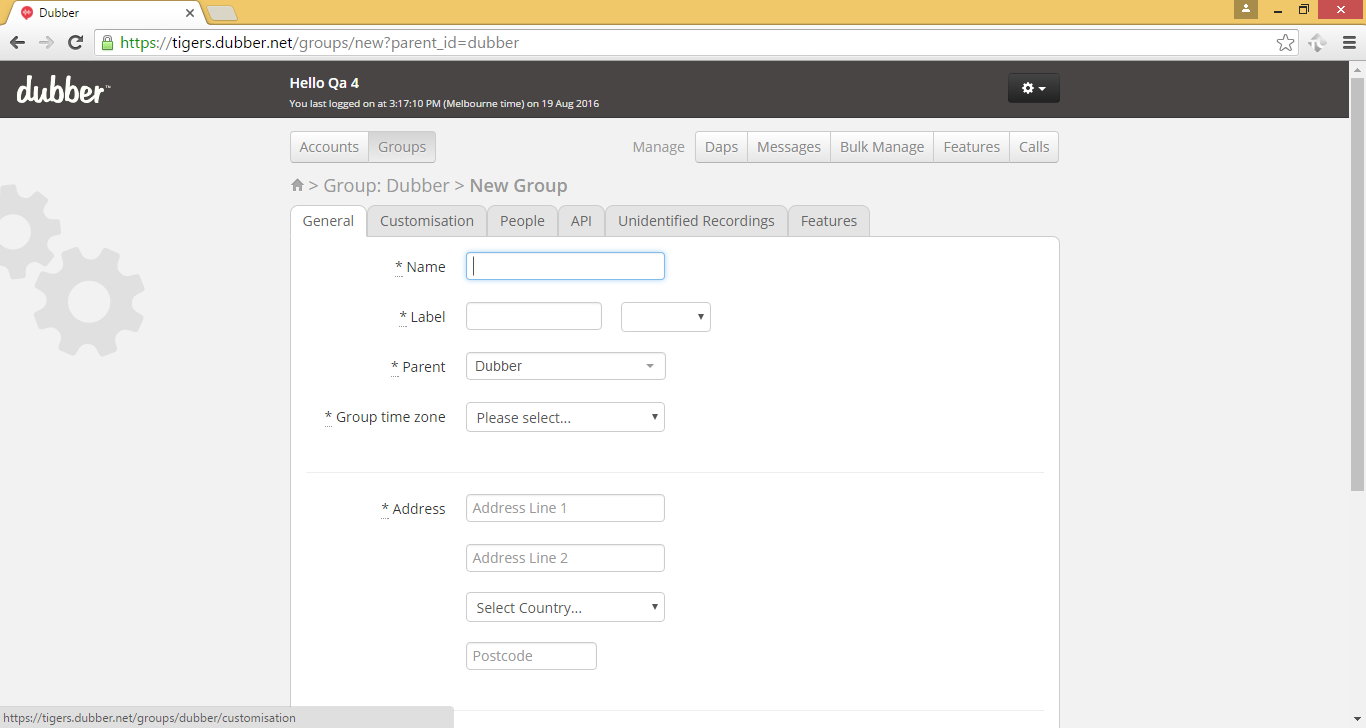 Dubber
https://tigers.dubber.net/groups/new?parent_id=dubber
dubber™
Hello Qa 4
You last logged on at 3:17:10 PM (Melbourne time) on 19 Aug 2016
Accounts Groups Manage Daps Messages Bulk Manage Features Calls
> Group: Dubber > New Group
General Customisation People API Unidentified Recordings Features
* Name
* Label
* Parent Dubber
* Group time zone Please select...
* Address Address Line 1
Address Line 2
Select Country...
Postcode
https://tigers.dubber.net/groups/dubber/customisation